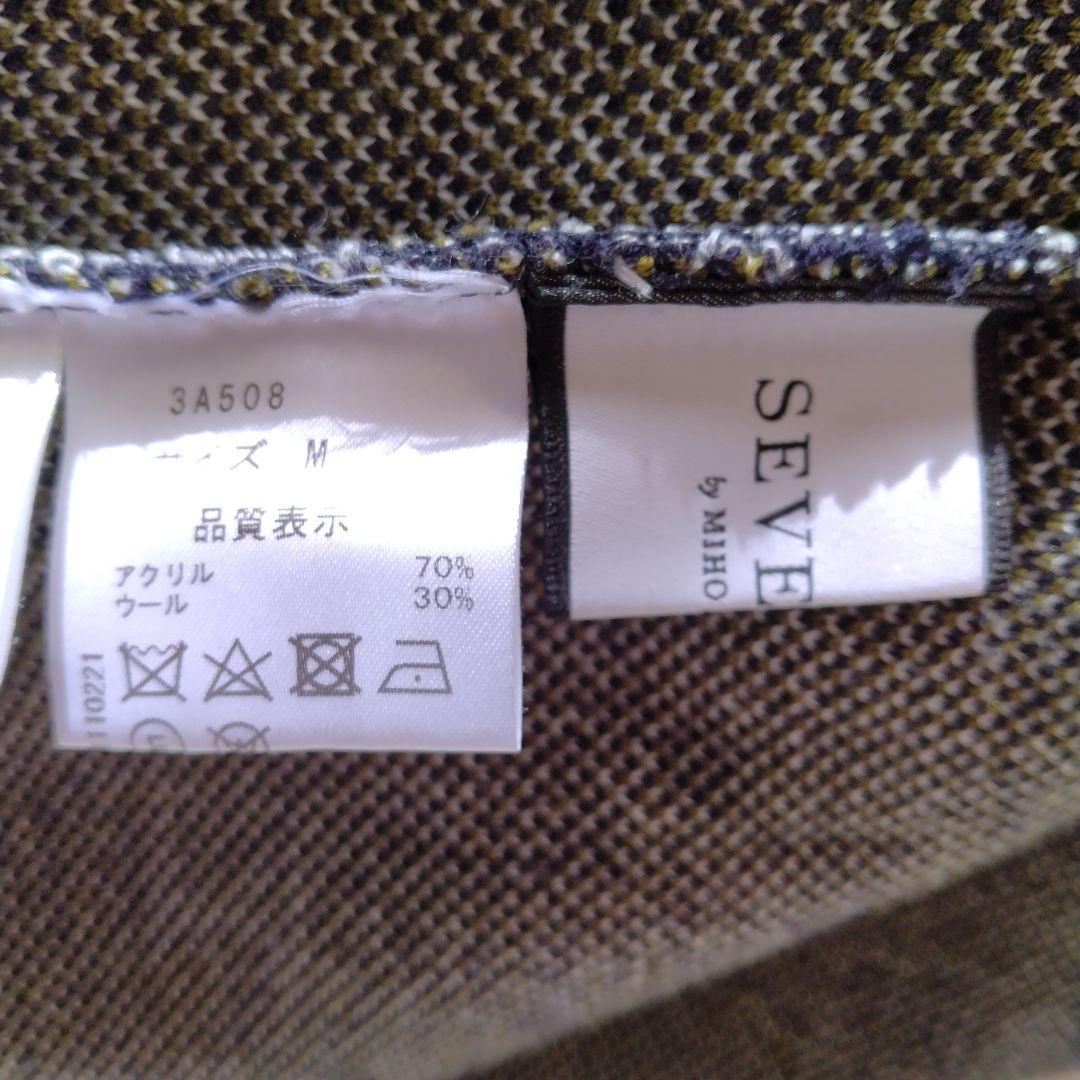 3A508
サイズ M
品質表示
アクリル 70%
ウール 30%
110221
SEVE
by MIHO